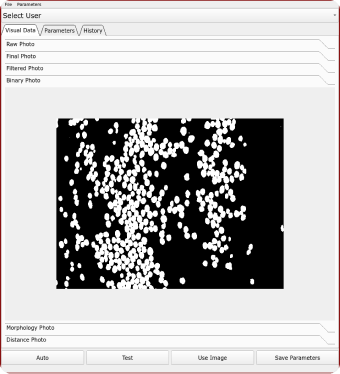 File Parameters
Select User
Visual Data Parameters History
Raw Photo
Final Photo
Filtered Photo
Binary Photo
Morphology Photo
Distance Photo
Auto Test Use Image Save Parameters